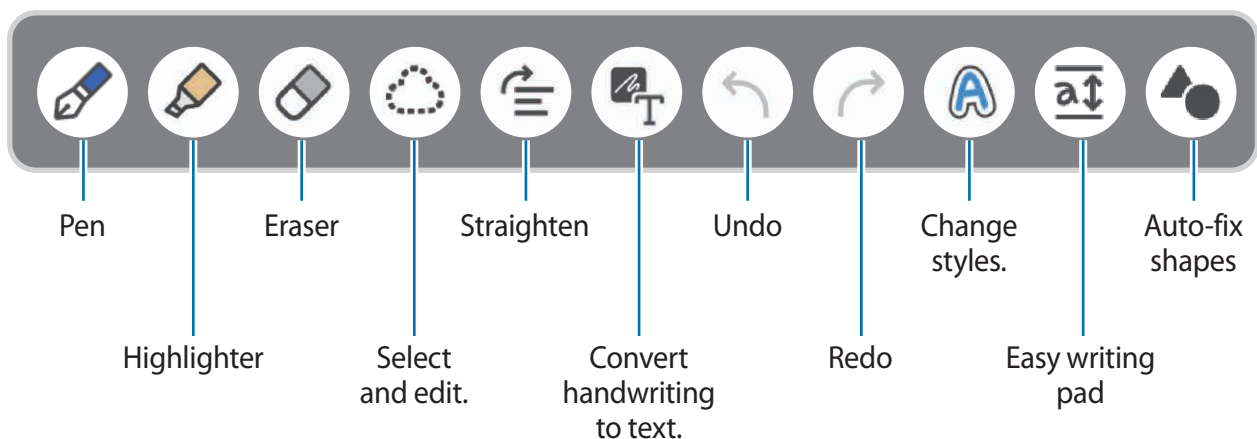 Pen
Eraser
Straighten
Undo
Change
styles.
Auto-fix
shapes
Highlighter
Select
and edit.
Convert
handwriting
to text.
Redo
Easy writing
pad